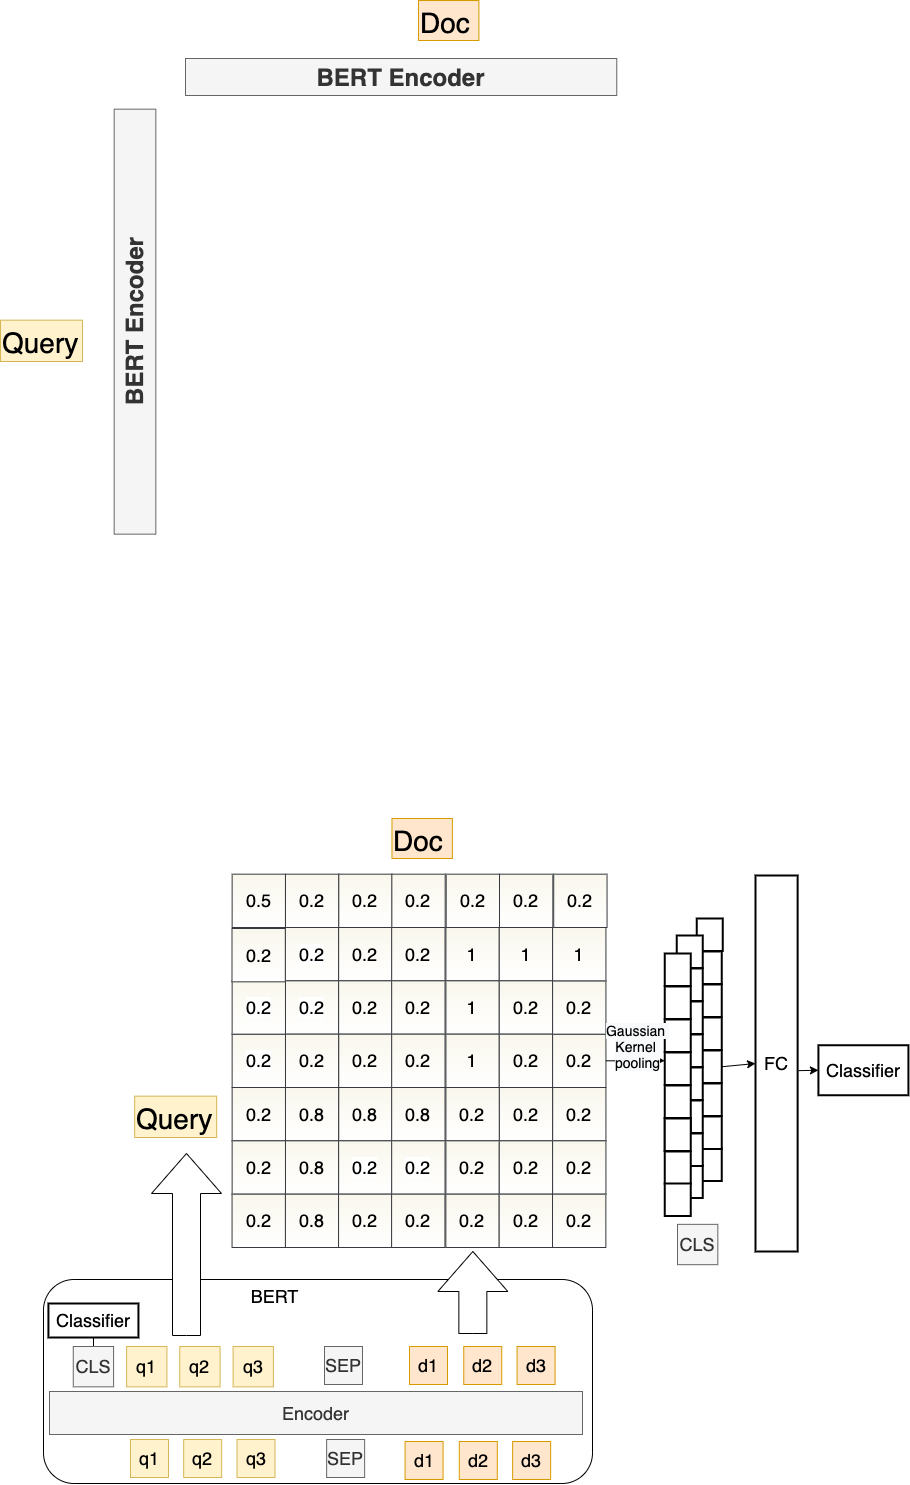 Doc
BERT Encoder
BERT Encoder
Query
Doc
0.5 0.2 0.2 0.2 0.2 0.2 0.2
0.2 0.2 0.2 0.2 1 1 1
0.2 0.2 0.2 0.2 1 0.2 0.2
0.2 0.2 0.2 0.2 1 0.2 0.2
0.2 0.8 0.8 0.8 0.2 0.2 0.2
0.2 0.8 0.2 0.2 0.2 0.2 0.2
0.2 0.8 0.2 0.2 0.2 0.2 0.2
Gaussian
Kernel
pooling
FC
Classifier
Query
CLS
BERT
Classifier
CLS q1 q2 q3 SEP d1 d2 d3
Encoder
q1 q2 q3 SEP d1 d2 d3